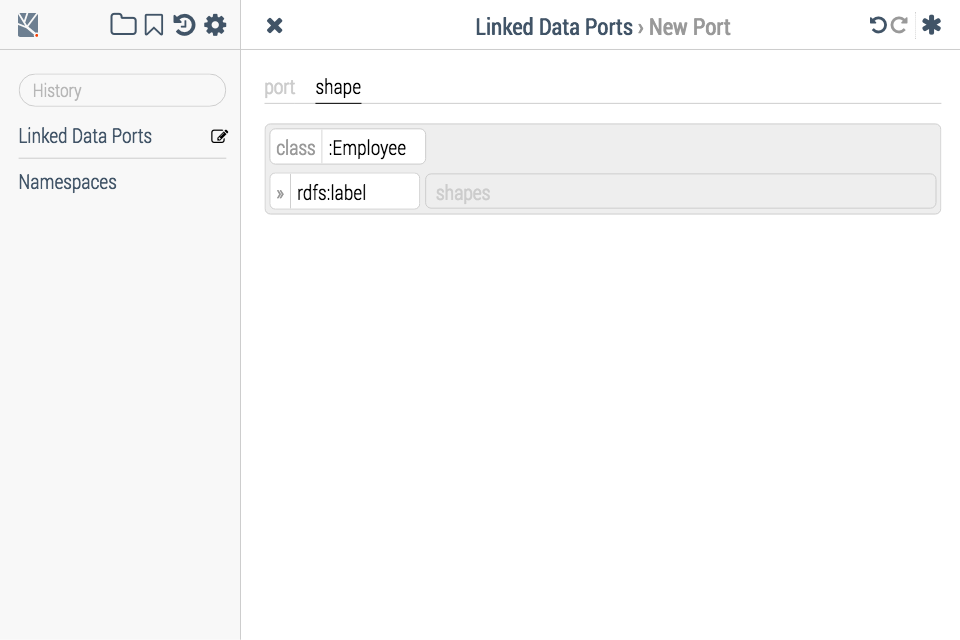 Linked Data Ports › New Port
History
Linked Data Ports
Namespaces
port shape
class :Employee
» rdfs:label shapes